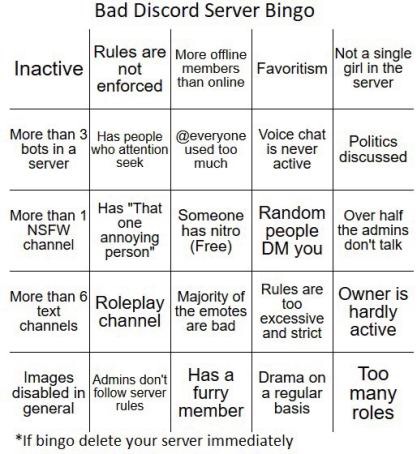 Bad Discord Server Bingo
Inactive
Rules are
not
enforced
More offline
members
than online
Favoritism
Not a single
girl in the
server
More than 3
bots in a
server
Has people
who attention
seek
@everyone
used too
much
Voice chat
is never
active
Politics
discussed
More than 1
NSFW
channel
Has "That
one
annoying
person"
Someone
has nitro
(Free)
Random
people
DM you
Over half
the admins
don't talk
More than 6
text
channels
Roleplay
channel
Majority of
the emotes
are bad
Rules are
too
excessive
and strict
Owner is
hardly
active
Images
disabled in
general
Admins don't
follow server
rules
Has a
furry
member
Drama on
a regular
basis
Too
many
roles
*If bingo delete your server immediately